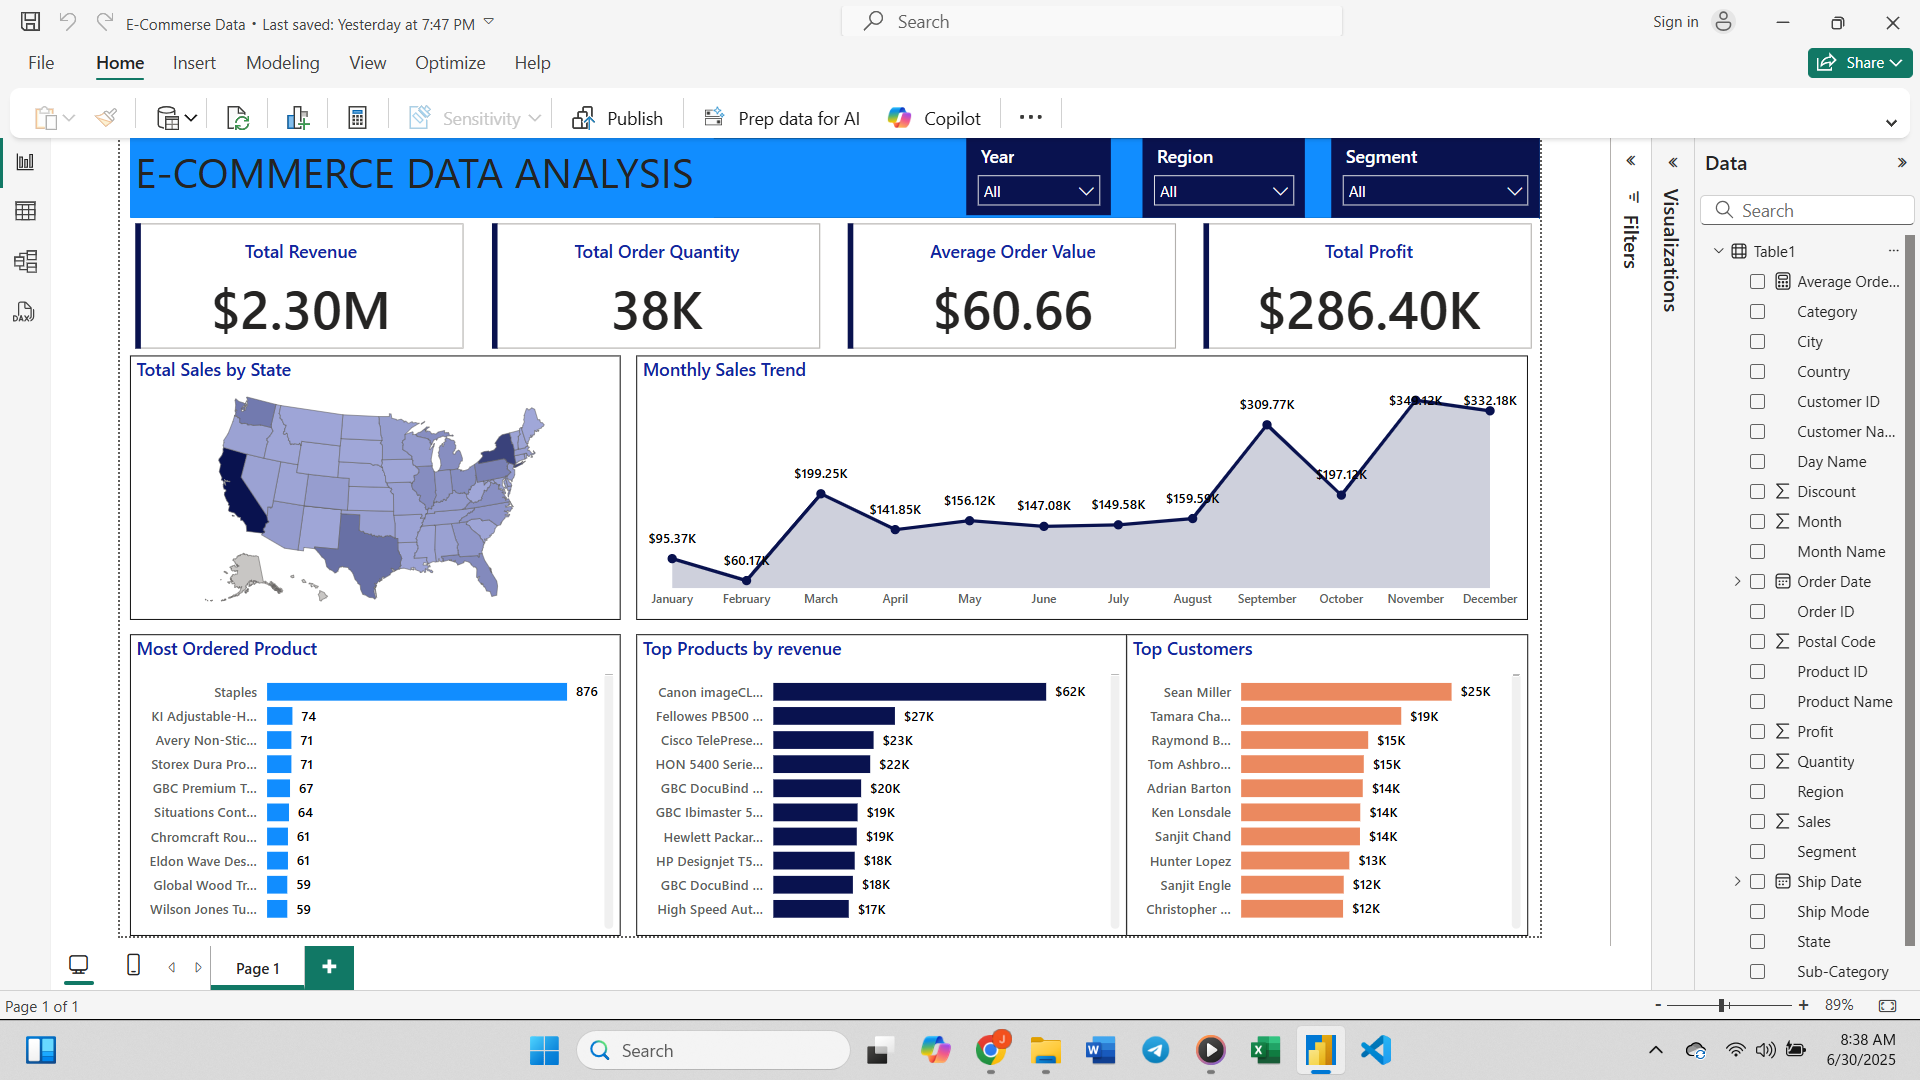 E-Commerse Data • Last saved: Yesterday at 7:47 PM
Search
Sign in
File Home Insert Modeling View Optimize Help
Share
Sensitivity
Publish
Prep data for AI
Copilot
E-COMMERCE DATA ANALYSIS
Year
All
Region
All
Segment
All
Total Revenue
$2.30M
Total Order Quantity
38K
Average Order Value
$60.66
Total Profit
$286.40K
Total Sales by State
Monthly Sales Trend
$95.37K
$60.17K
$199.25K
$141.85K
$156.12K
$147.08K
$149.58K
$309.77K
$197.12K
$332.18K
January February March April May June July August September October November December
Most Ordered Product
Staples 876
KI Adjustable-H... 74
Avery Non-Stic... 71
Storex Dura Pro... 71
GBC Premium T... 67
Situations Cont... 64
Chromcraft Rou... 61
Eldon Wave Des... 61
Global Wood Tr... 59
Wilson Jones Tu... 59
Top Products by revenue
Canon imageCL... $62K
Fellowes PB500 ... $27K
Cisco TelePrese... $23K
HON 5400 Serie... $22K
GBC DocuBind ... $20K
GBC Ibimaster 5... $19K
Hewlett Packar... $19K
HP Designjet T5... $18K
GBC DocuBind ... $18K
High Speed Aut... $17K
Top Customers
Sean Miller $25K
Tamara Cha... $19K
Raymond B... $15K
Tom Ashbro... $15K
Adrian Barton $14K
Ken Lonsdale $14K
Sanjit Chand $14K
Hunter Lopez $13K
Sanjit Engle $12K
Christopher ... $12K
Filters
Visualizations
Data
Search
Table1
Average Orde...
Category
City
Country
Customer ID
Customer Na...
Day Name
Discount
Month
Month Name
Order Date
Order ID
Postal Code
Product ID
Product Name
Profit
Quantity
Region
Sales
Segment
Ship Date
Ship Mode
State
Sub-Category
DAX
Page 1
Page 1 of 1
89%
Search
8:38 AM
6/30/2025